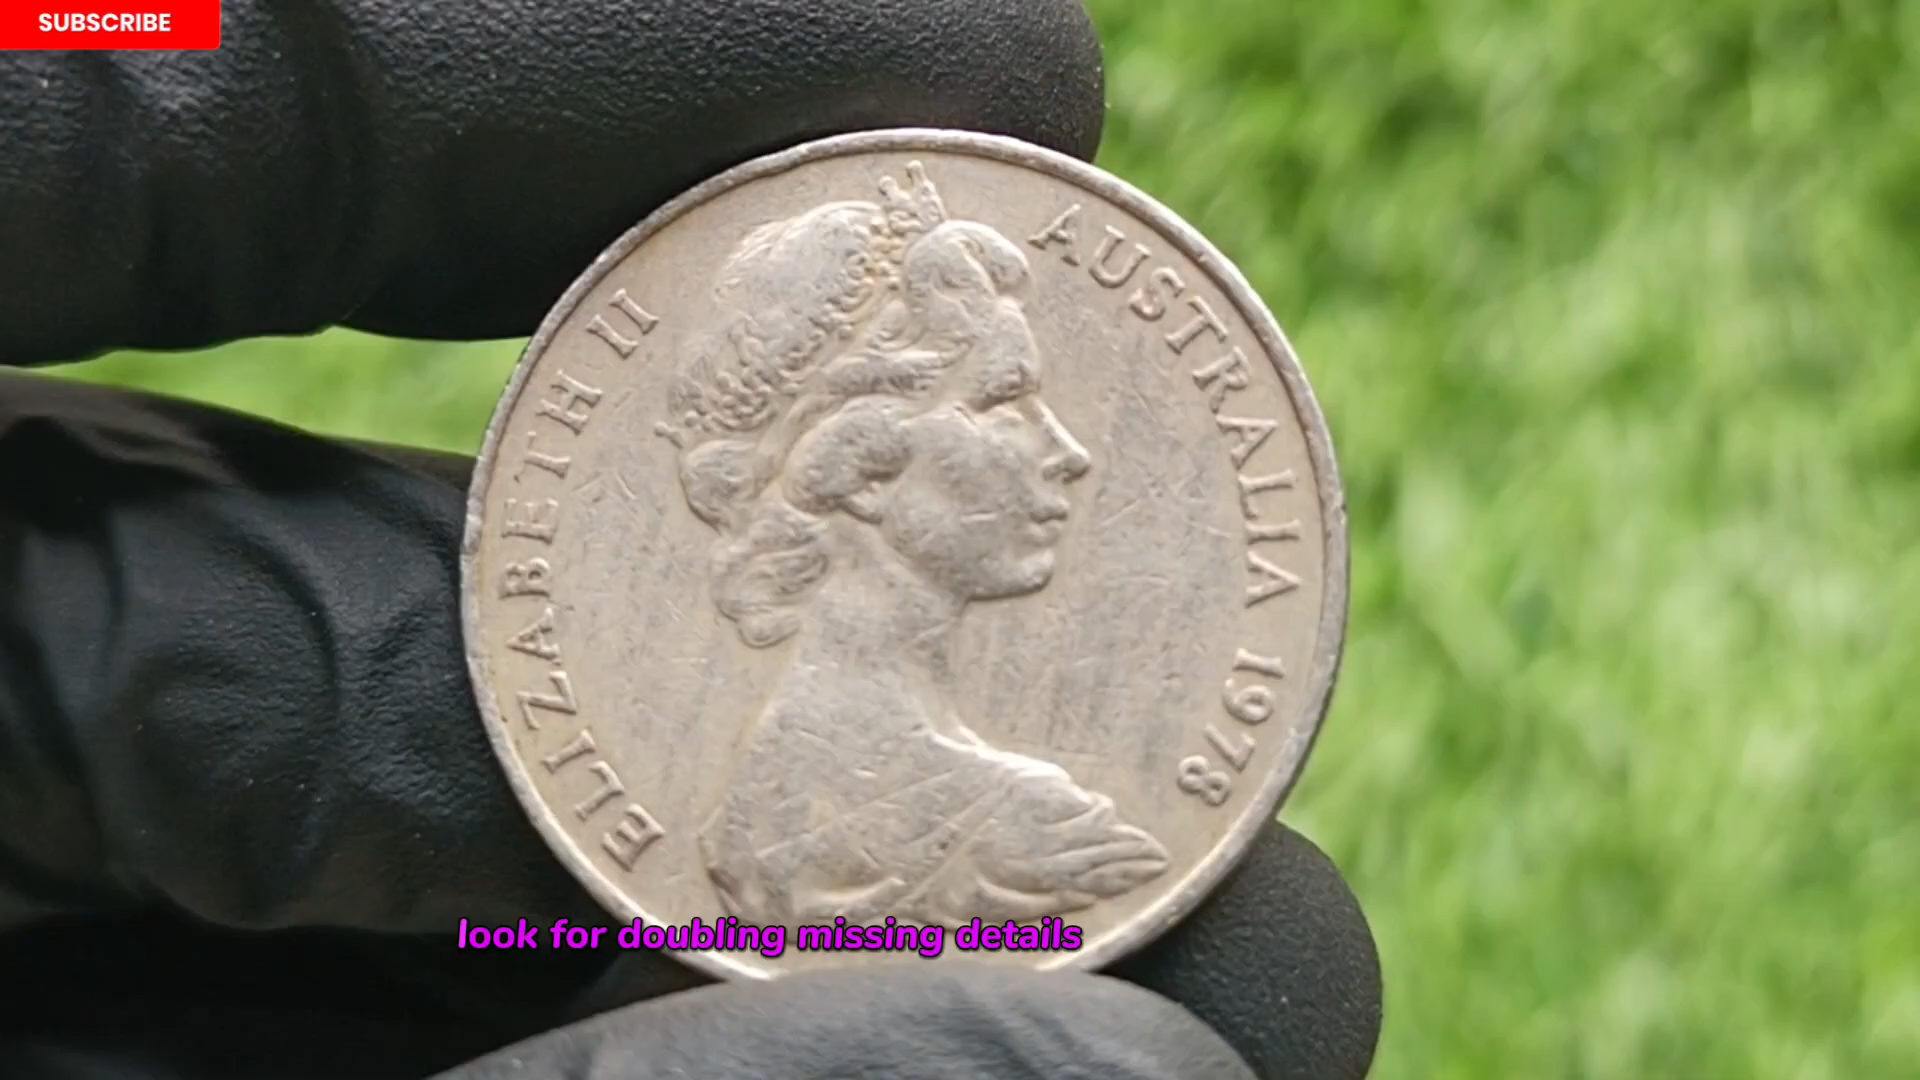 SUBSCRIBE
ELIZABETH II
AUSTRALIA 1978
look for doubling missing details